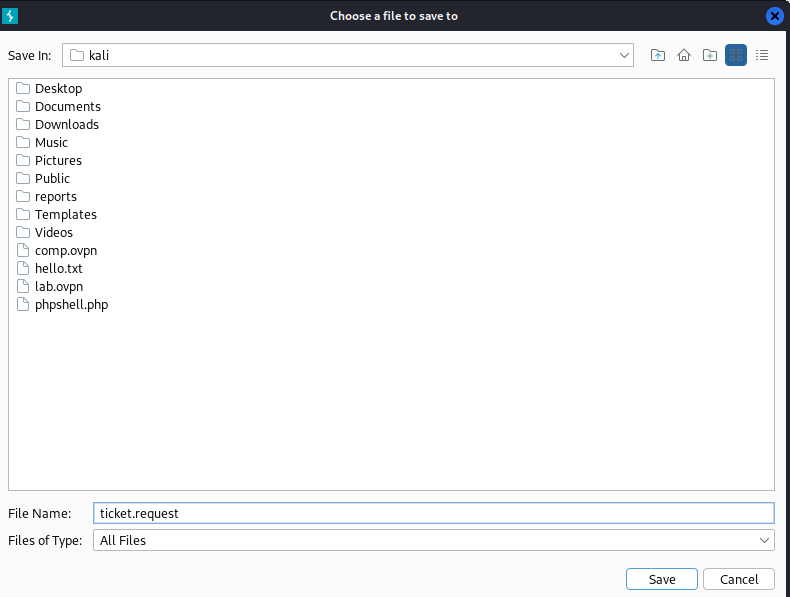 Choose a file to save to
Save In: kali
Desktop
Documents
Downloads
Music
Pictures
Public
reports
Templates
Videos
comp.ovpn
hello.txt
lab.ovpn
phpshell.php
File Name: ticket.request
Files of Type: All Files
Save Cancel